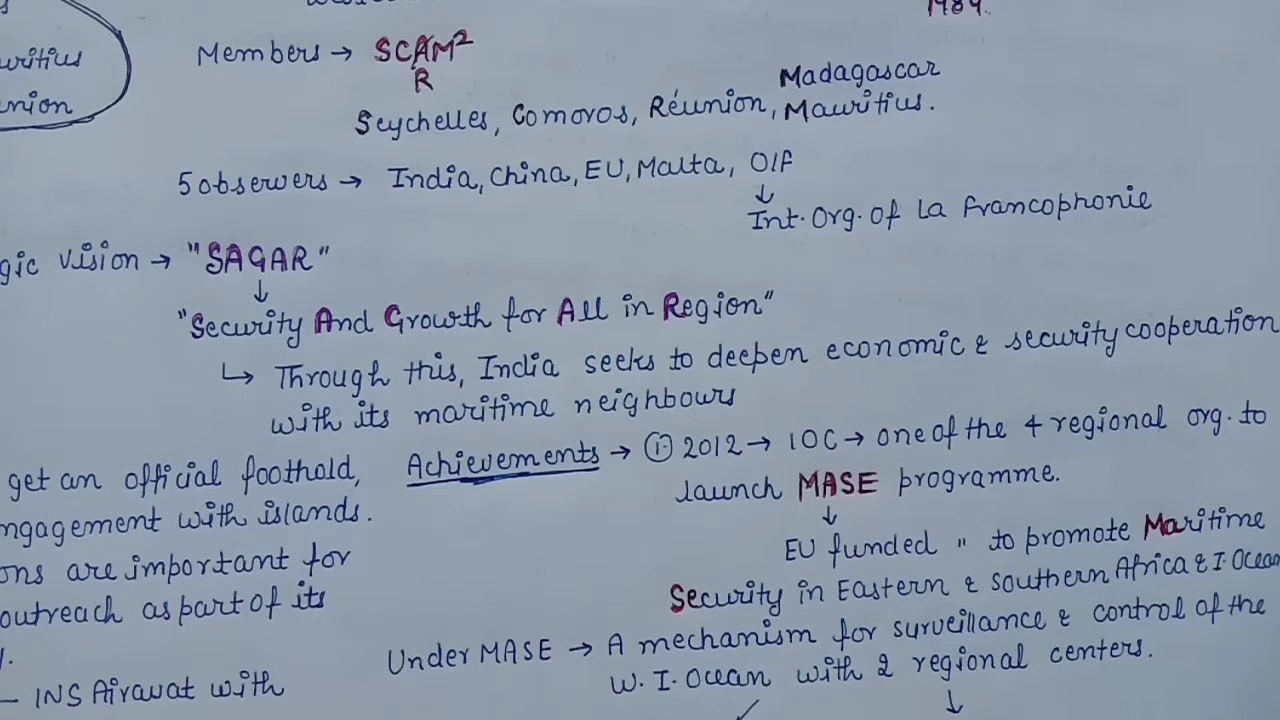 1984.
Members → SCAM²
R
Madagascar
Seychelles, Comoros, Réunion, Mauritius.
uritius
nion
5 observers → India, China, EU, Malta, OIF
↓
Int. Org. of La Francophonie
gic vision → "SAGAR"
↓
"Security And Growth for All in Region"
↳ Through this, India seeks to deepen economic & security cooperation
with its maritime neighbours
Achievements → ① 2012 → IOC → one of the 4 regional org. to
launch MASE programme.
↓
EU funded " to promote Maritime
Security in Eastern & Southern Africa & I. Ocean
Under MASE → A mechanism for surveillance & control of the
W. I. Ocean with 2 regional centers.
↓
get an official foothold,
ngagement with islands.
ons are important for
outreach as part of its
– INS Airavat with